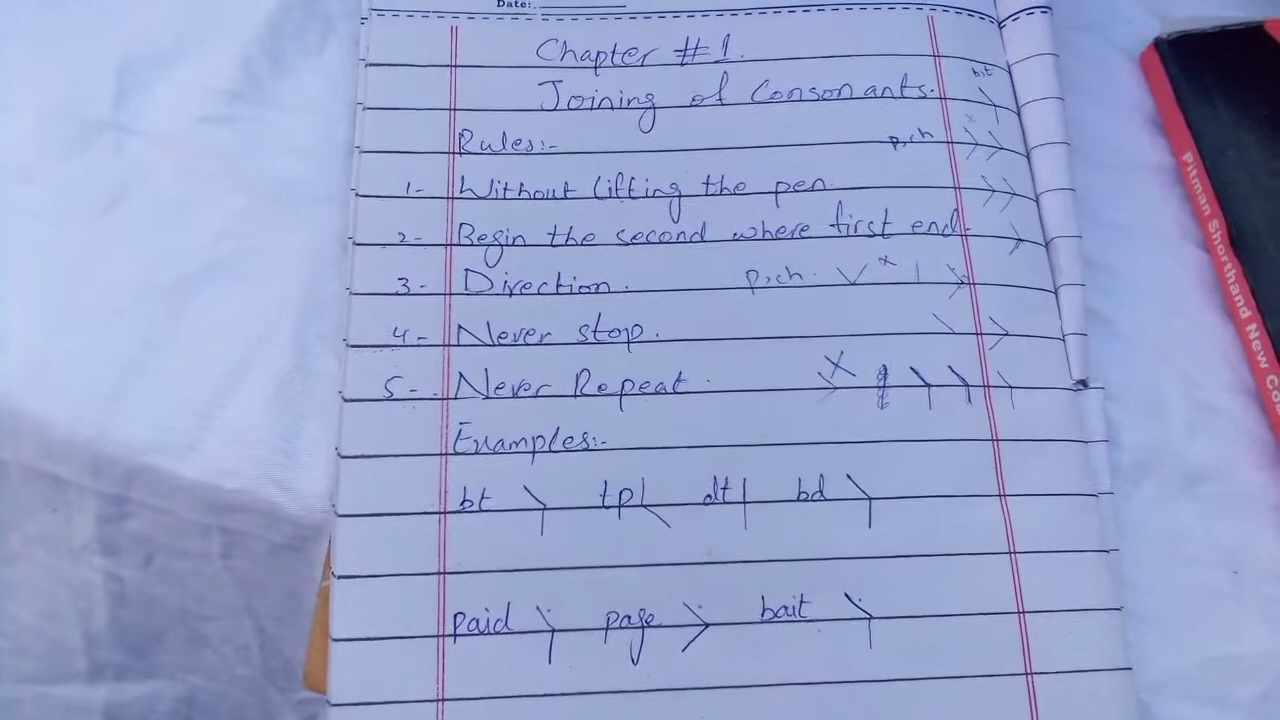 Date:
Chapter #1.
bit
Joining of Consonants.
Rules:- p,ch x
1- Without lifting the pen.
2- Begin the second where first end.
3- Direction. p,ch. x
4- Never stop.
5- Never Repeat. X
Examples:-
bt tp dt bd
paid page bait
Pitman Shorthand New Co